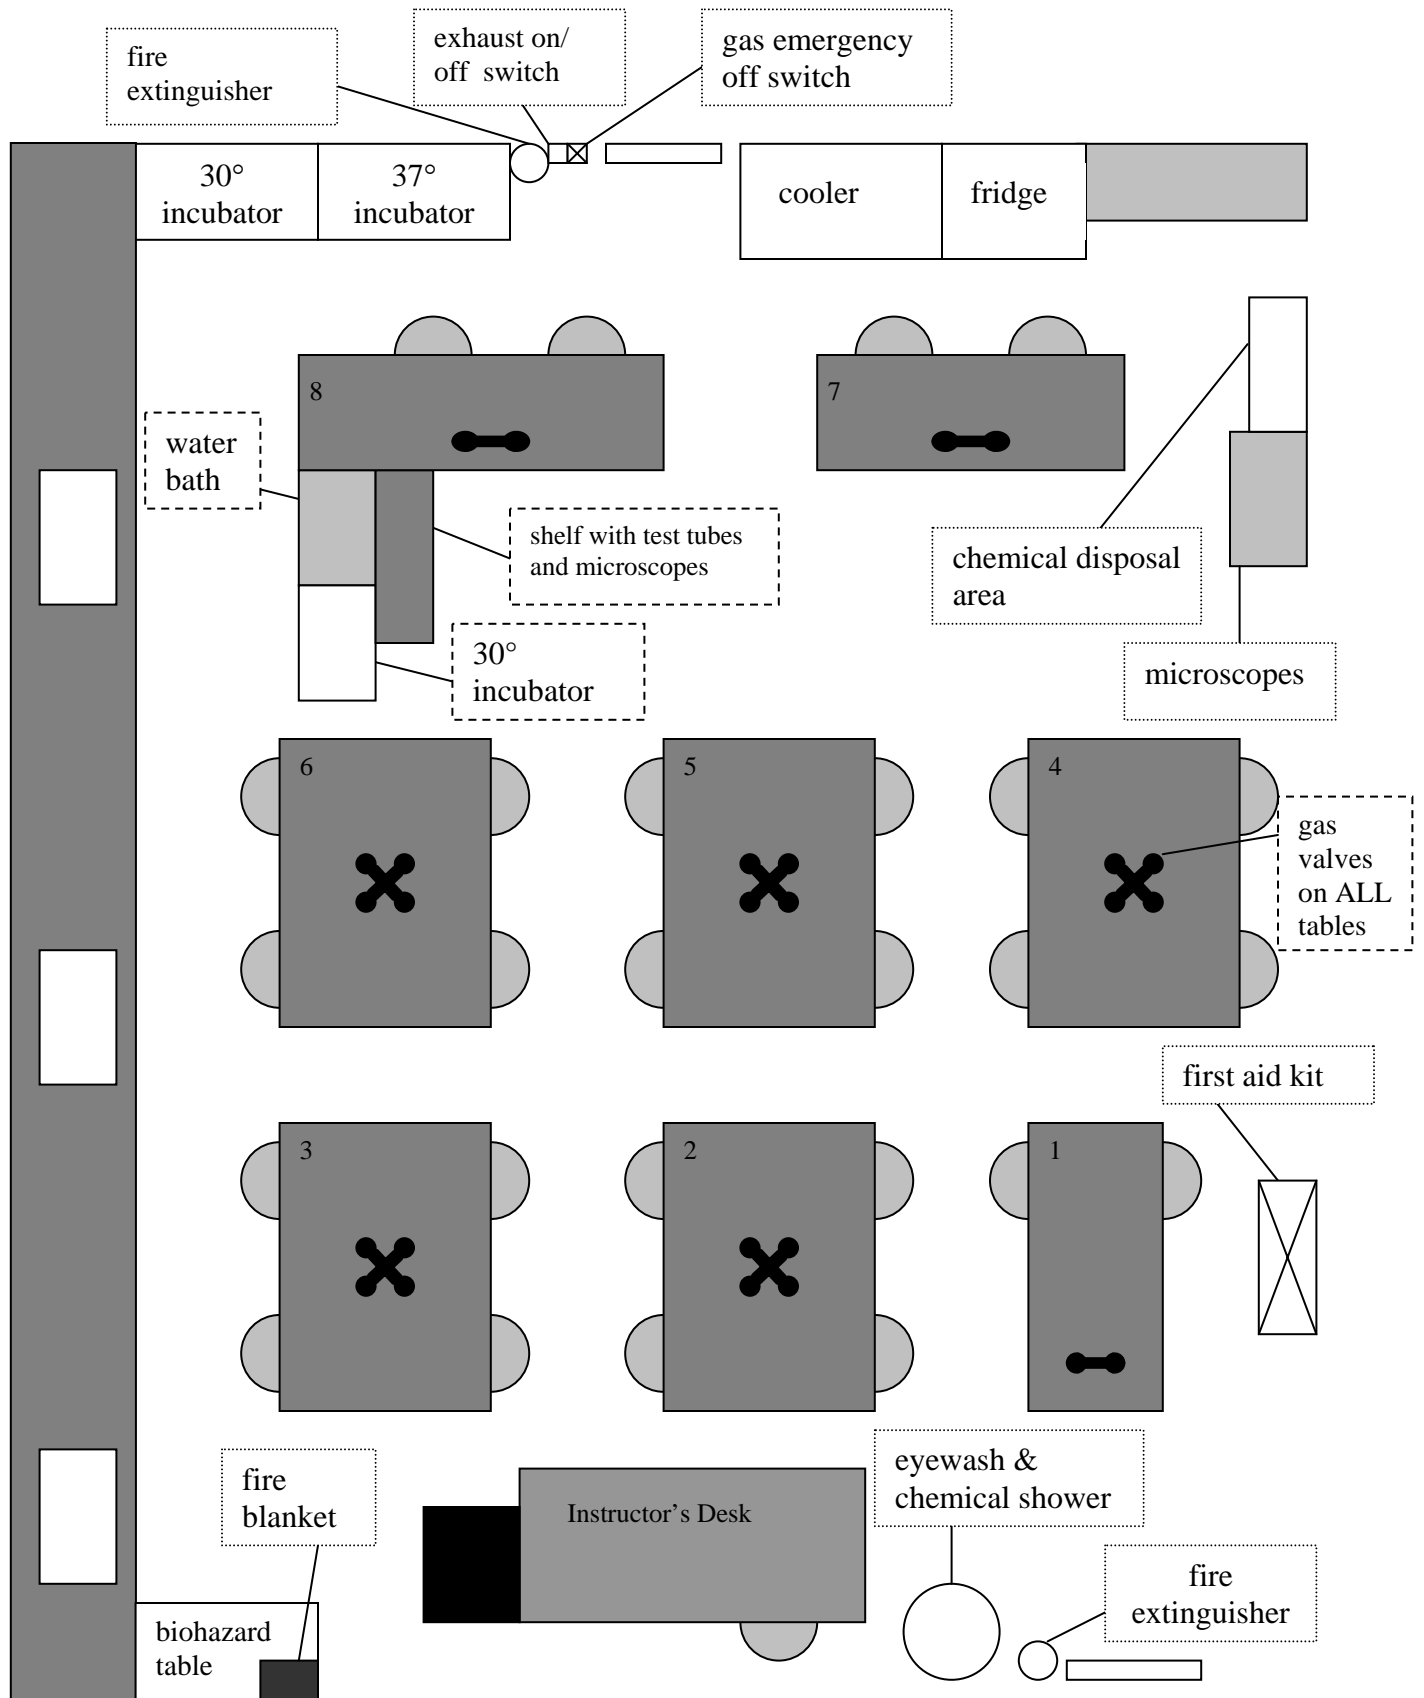 fire
extinguisher
exhaust on/
off  switch
gas emergency
off switch
30°
incubator
37°
incubator
cooler
fridge
8
7
water
bath
shelf with test tubes
and microscopes
chemical disposal
area
30°
incubator
microscopes
6
5
4
gas
valves
on ALL
tables
first aid kit
3
2
1
fire
blanket
Instructor's Desk
eyewash &
chemical shower
fire
extinguisher
biohazard
table